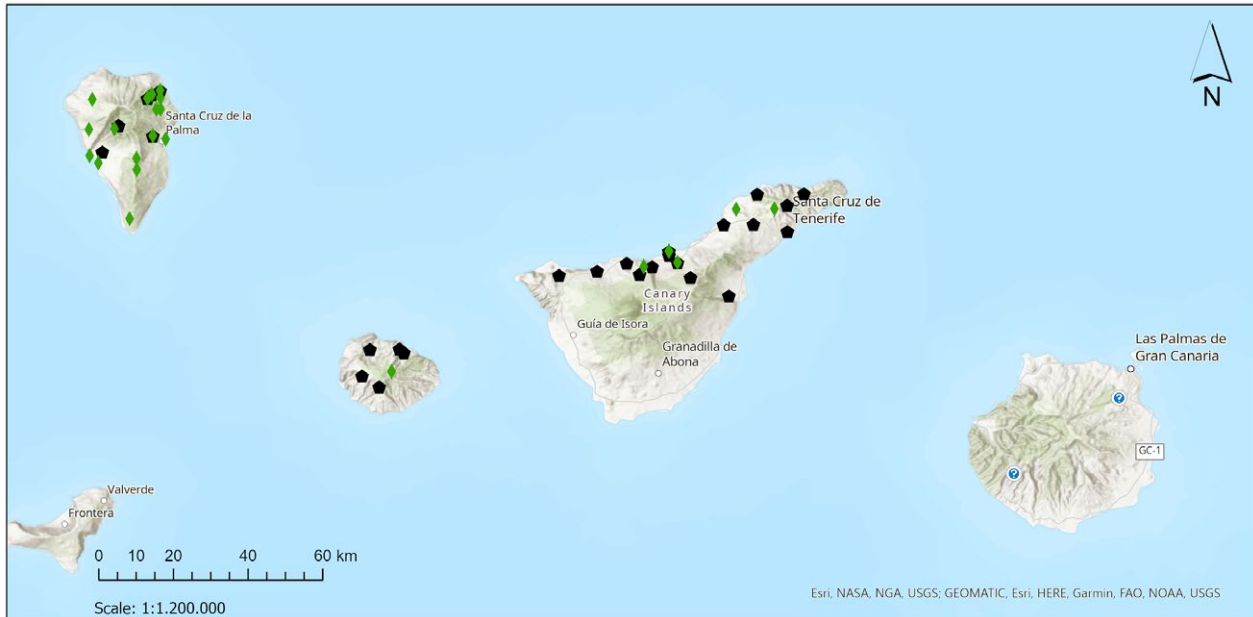 N
Santa Cruz de la
Palma
Santa Cruz de
Tenerife
Canary
Islands
Guía de Isora
Granadilla de
Abona
Las Palmas de
Gran Canaria
?
GC-1
?
Valverde
Frontera
0 10 20 40 60 km
Scale: 1:1.200.000
Esri, NASA, NGA, USGS; GEOMATIC, Esri, HERE, Garmin, FAO, NOAA, USGS